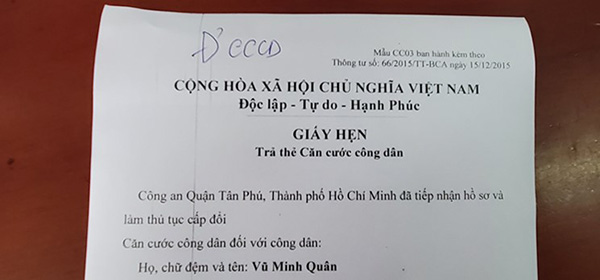 Đ CCCD
Mẫu CC03 ban hành kèm theo
Thông tư số: 66/2015/TT-BCA ngày 15/12/2015
CỘNG HÒA XÃ HỘI CHỦ NGHĨA VIỆT NAM
Độc lập - Tự do - Hạnh Phúc
GIẤY HẸN
Trả thẻ Căn cước công dân
Công an Quận Tân Phú, Thành phố Hồ Chí Minh đã tiếp nhận hồ sơ và
làm thủ tục cấp đổi
Căn cước công dân đối với công dân:
Họ, chữ đệm và tên: Vũ Minh Quân